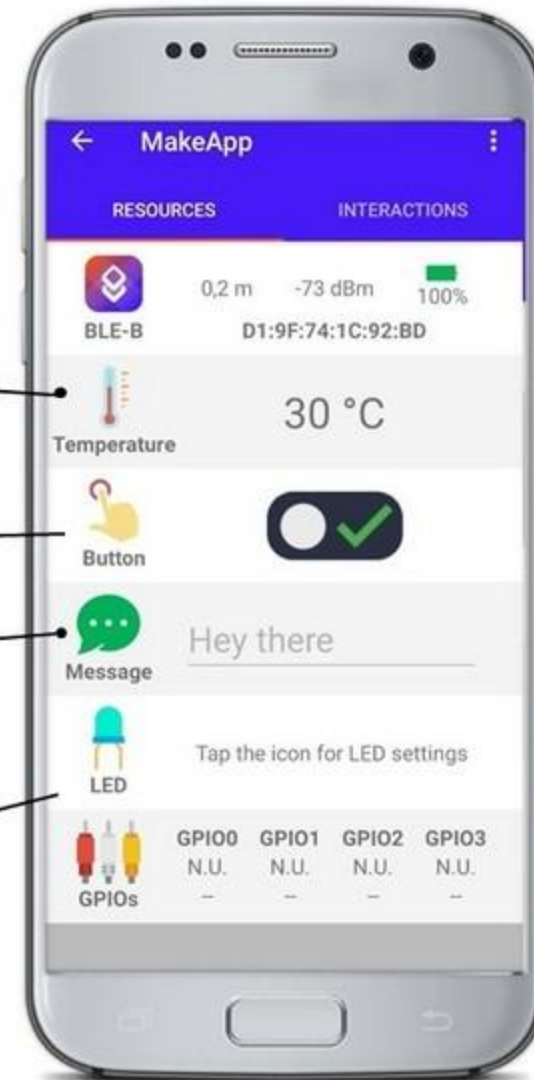 MakeApp
RESOURCES INTERACTIONS
0,2 m -73 dBm 100%
BLE-B D1:9F:74:1C:92:BD
30 °C
Temperature
Button
Hey there
Message
Tap the icon for LED settings
LED
GPIO0 GPIO1 GPIO2 GPIO3
N.U. N.U. N.U. N.U.
GPIOs -- -- -- --